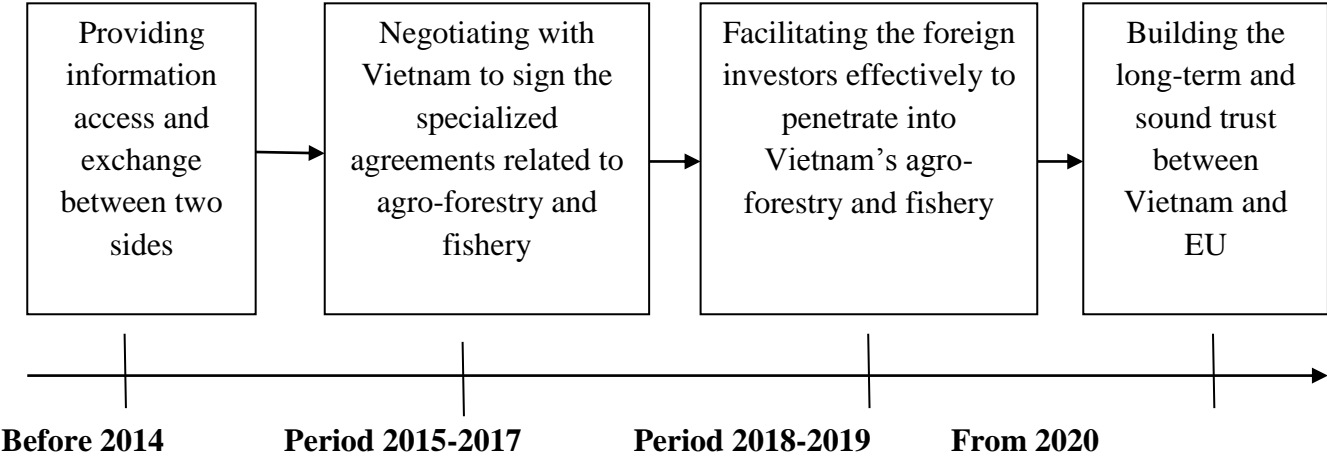 Providing
information
access and
exchange
between two
sides
Negotiating with
Vietnam to sign the
specialized
agreements related to
agro-forestry and
fishery
Facilitating the foreign
investors effectively to
penetrate into
Vietnam’s agro-
forestry and fishery
Building the
long-term and
sound trust
between
Vietnam and
EU
Before 2014
Period 2015-2017
Period 2018-2019
From 2020